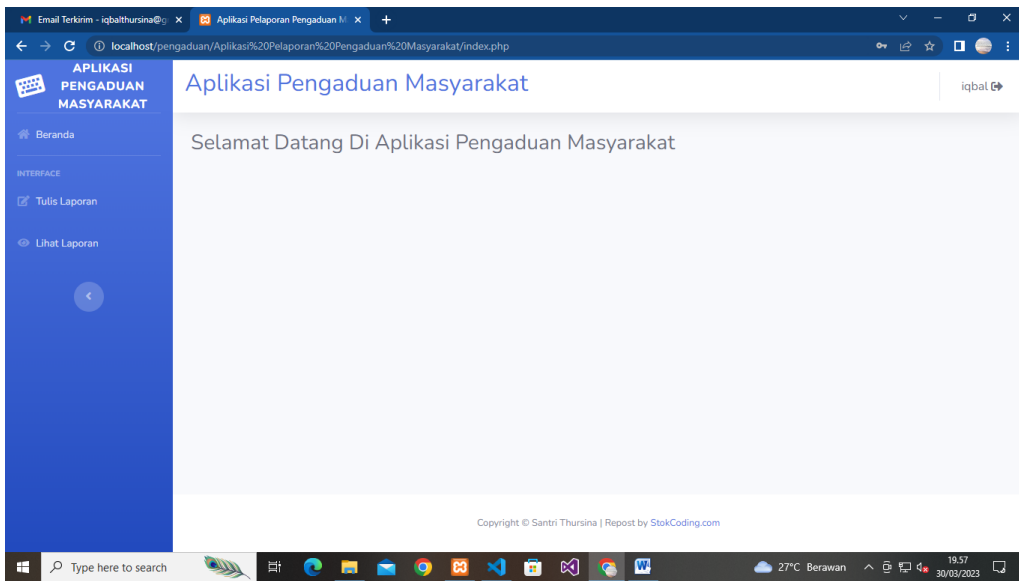 Email Terkirim - iqbalthursina@g
Aplikasi Pelaporan Pengaduan M
localhost/pengaduan/Aplikasi%20Pelaporan%20Pengaduan%20Masyarakat/index.php
APLIKASI
PENGADUAN
MASYARAKAT
Aplikasi Pengaduan Masyarakat
iqbal
Beranda
Selamat Datang Di Aplikasi Pengaduan Masyarakat
INTERFACE
Tulis Laporan
Lihat Laporan
Copyright © Santri Thursina | Repost by StokCoding.com
Type here to search
27°C Berawan
19.57
30/03/2023